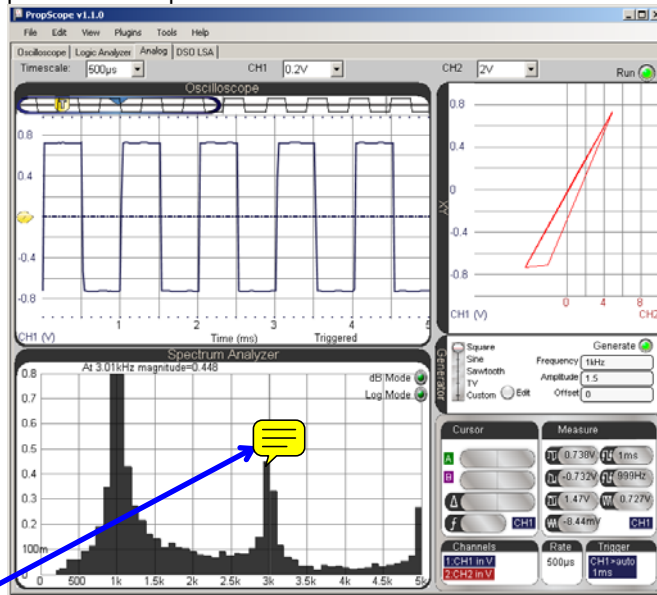 PropScope v1.1.0
File Edit View Plugins Tools Help
Oscilloscope Logic Analyzer Analog DSO LSA
Timescale: 500µs CH1 0.2V CH2 2V Run
Oscilloscope
0.8
0.4
-0.4
-0.8
1 2 3 4 5
CH1 (V) Time (ms) Triggered
XY
0.8
0.4
0
-0.4
-0.8
0 4 8
CH1 (V) CH2
Spectrum Analyzer
At 3.01kHz magnitude=0.448
dB Mode
Log Mode
0.8
0.7
0.6
0.5
0.4
0.3
0.2
100m
0
0 500 1k 1.5k 2k 2.5k 3k 3.5k 4k 4.5k 5k
Generator
Square
Sine
Sawtooth
TV
Custom Edit
Generate
Frequency 1kHz
Amplitude 1.5
Offset 0
Cursor
A
B
Δ
f CH1
Measure
0.738V 1ms
-0.732V 999Hz
1.47V 0.727V
-8.44mV CH1
Channels
1:CH1 in V
2:CH2 in V
Rate
500µs
Trigger
CH1>auto
1ms